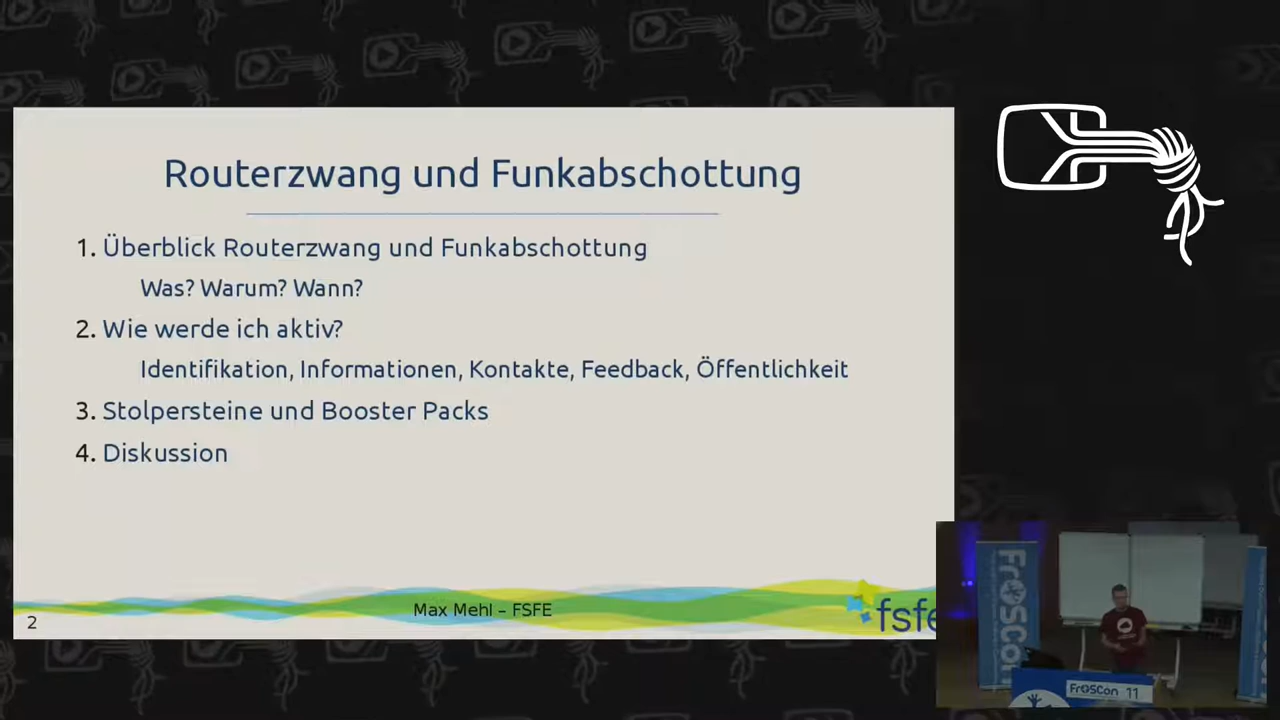 Routerzwang und Funkabschottung
1. Überblick Routerzwang und Funkabschottung
Was? Warum? Wann?
2. Wie werde ich aktiv?
Identifikation, Informationen, Kontakte, Feedback, Öffentlichkeit
3. Stolpersteine und Booster Packs
4. Diskussion
Max Mehl – FSFE
2
fsfe
FrOSCon
FrOSCon 11